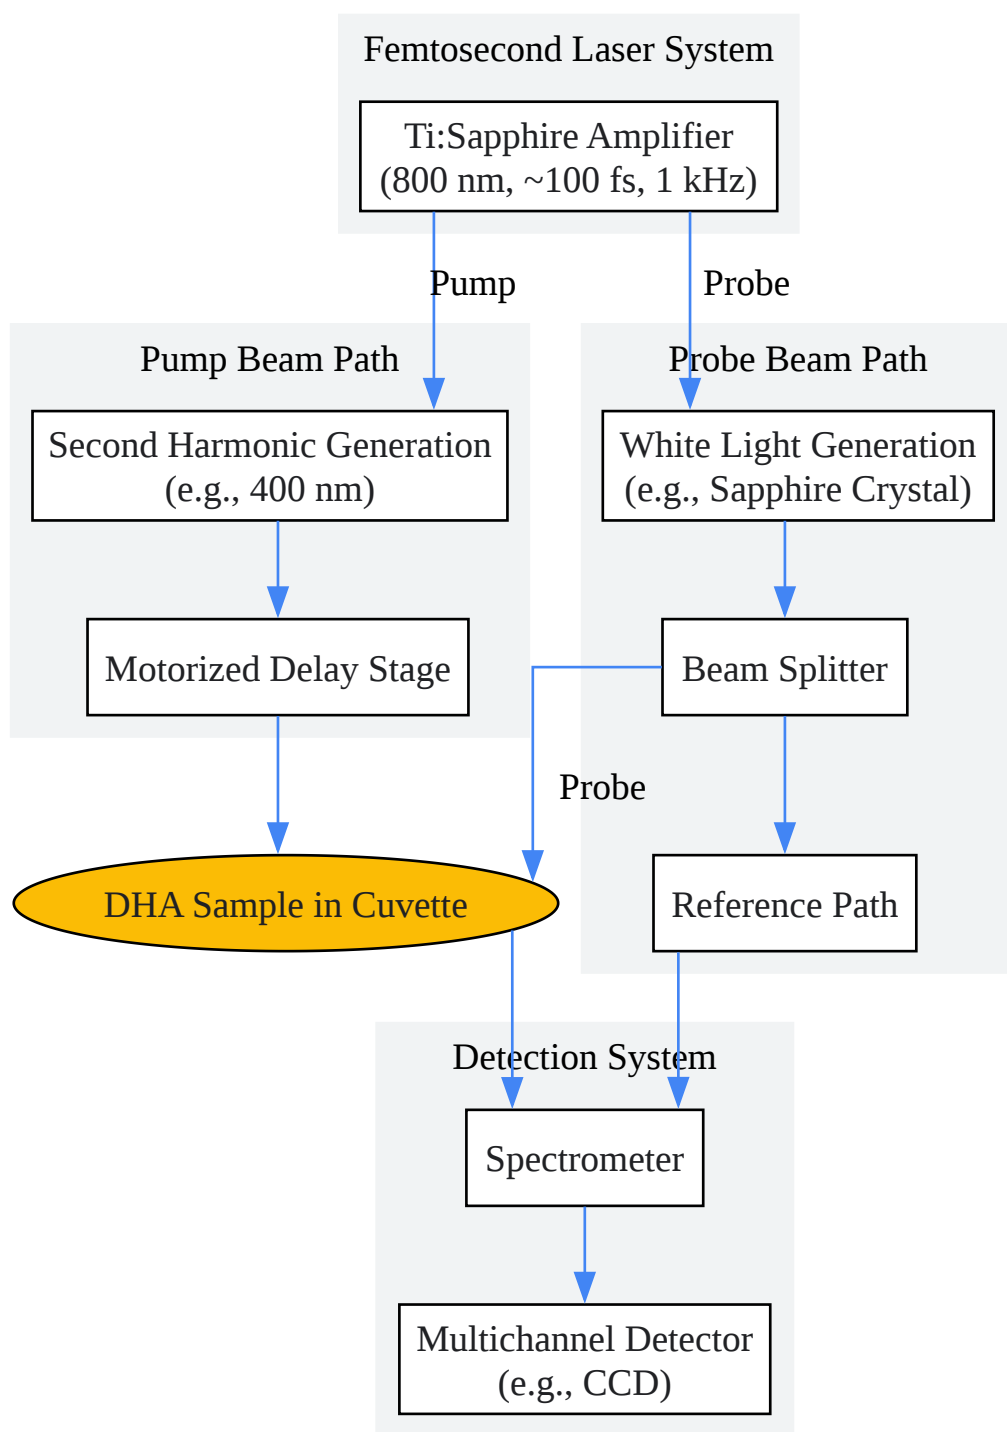 Femtosecond Laser System
Ti:Sapphire Amplifier
(800 nm, ~100 fs, 1 kHz)
Pump
Probe
Pump Beam Path
Probe Beam Path
Second Harmonic Generation
(e.g., 400 nm)
White Light Generation
(e.g., Sapphire Crystal)
Motorized Delay Stage
Beam Splitter
Probe
DHA Sample in Cuvette
Reference Path
Detection System
Spectrometer
Multichannel Detector
(e.g., CCD)